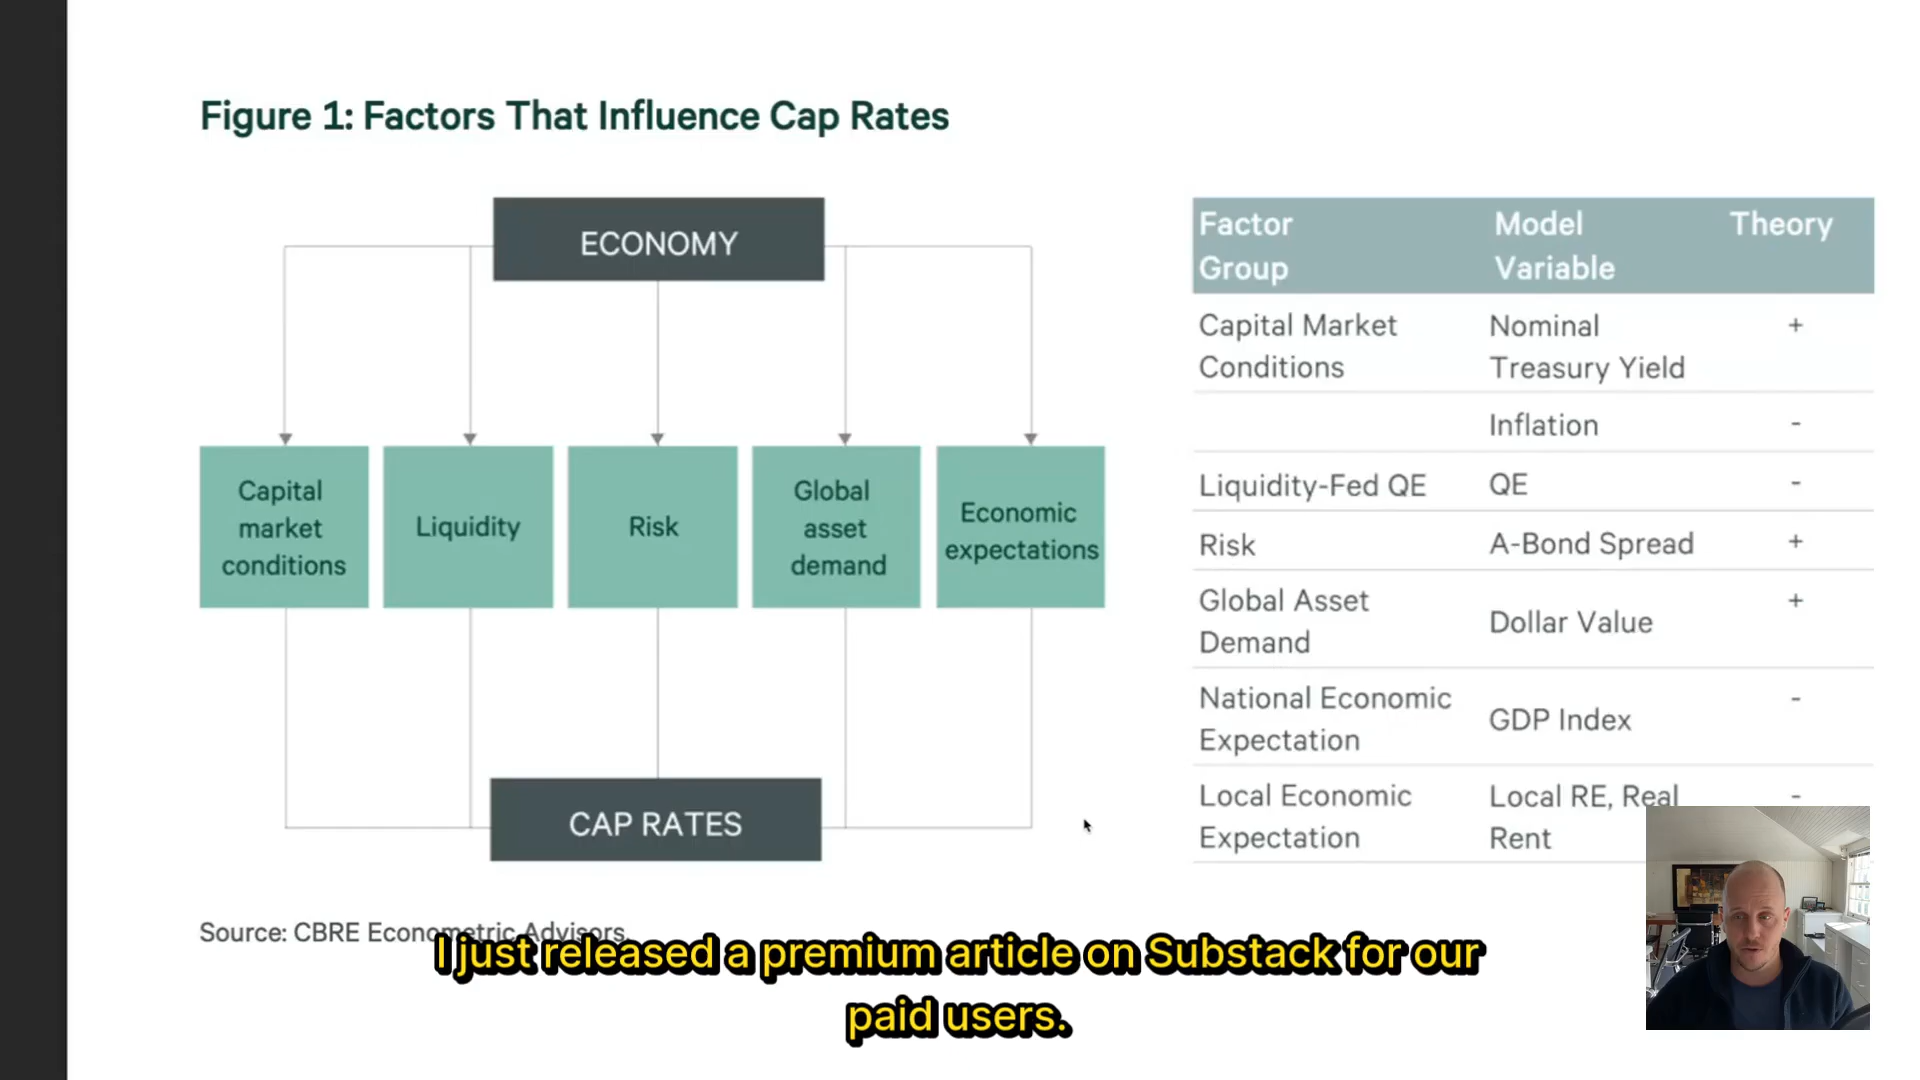 Figure 1: Factors That Influence Cap Rates
ECONOMY
Capital
market
conditions
Liquidity
Risk
Global
asset
demand
Economic
expectations
CAP RATES
Factor
Group
Model
Variable
Theory
Capital Market
Conditions
Nominal
Treasury Yield
+
Inflation
-
Liquidity-Fed QE
QE
-
Risk
A-Bond Spread
+
Global Asset
Demand
Dollar Value
+
National Economic
Expectation
GDP Index
-
Local Economic
Expectation
Local RE, Real
Rent
-
Source: CBRE Econometric Advisors.
I just released a premium article on Substack for our
paid users.